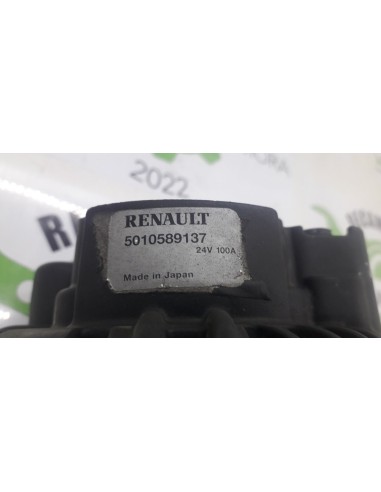 RENAULT
5010589137
24V 100A
Made in Japan
2022